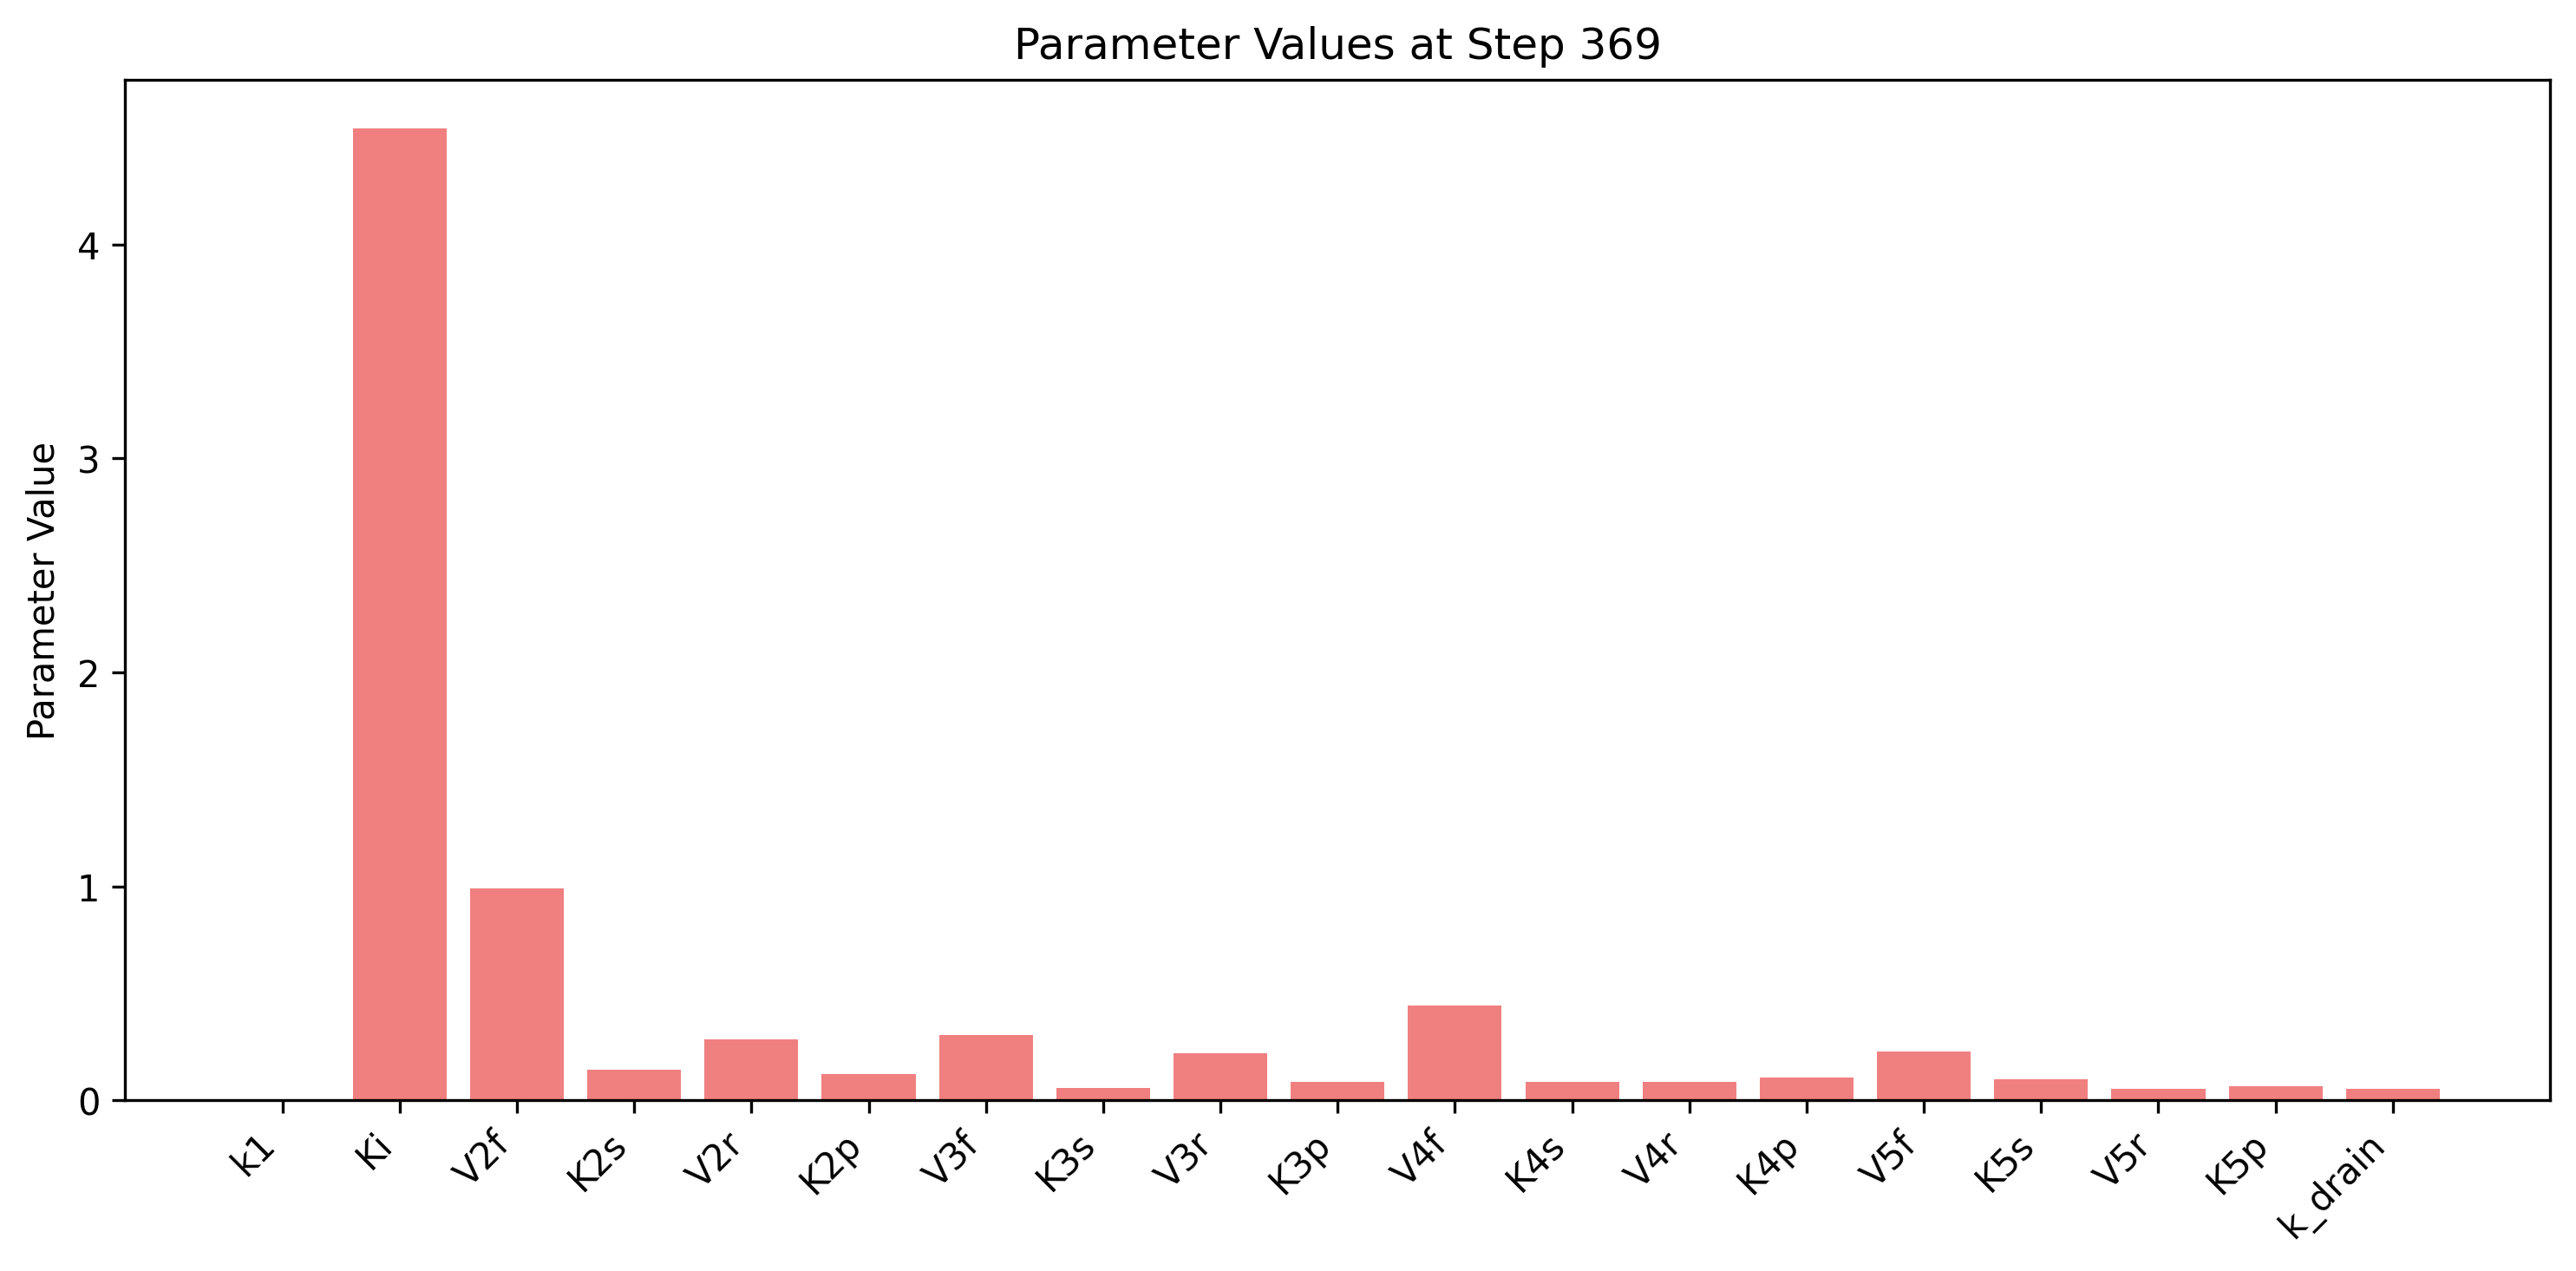 Parameter Values at Step 369
Parameter Value
4
3
2
1
0
k1
Ki
V2f
K2s
V2r
K2p
V3f
K3s
V3r
K3p
V4f
K4s
V4r
K4p
V5f
K5s
V5r
K5p
k_drain